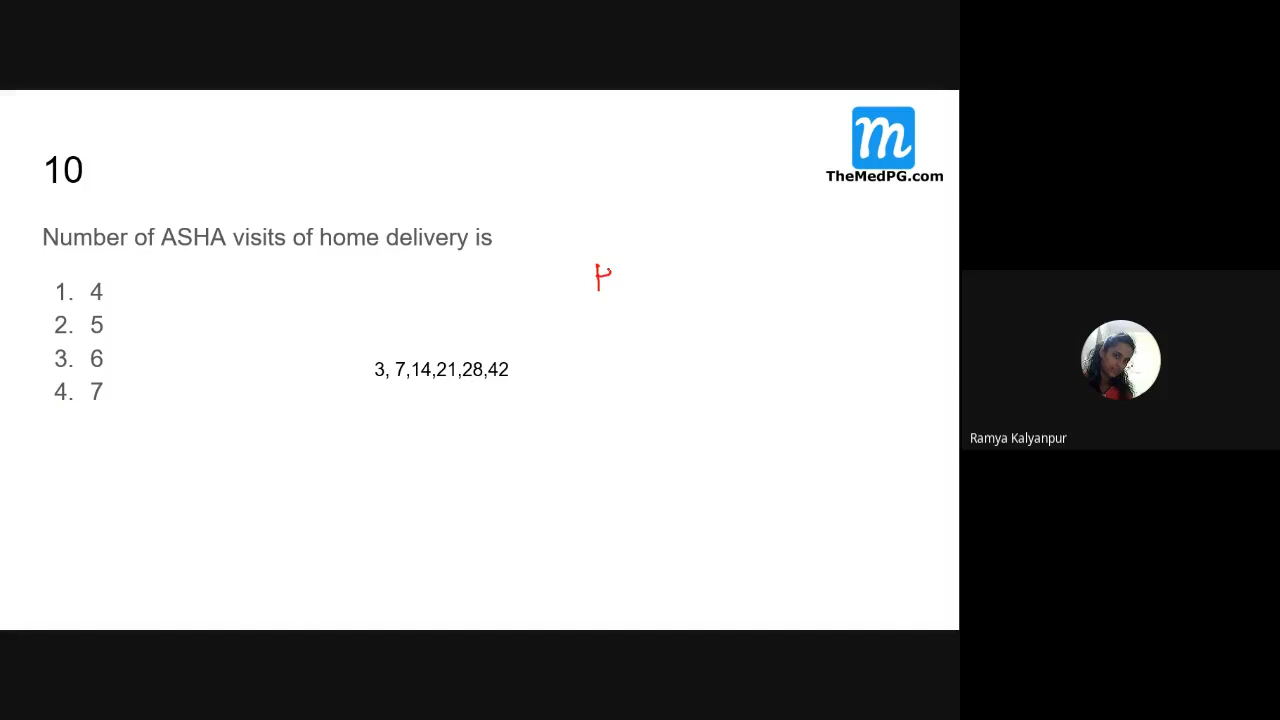 10
TheMedPG.com
Number of ASHA visits of home delivery is
1. 4
2. 5
3. 6
4. 7
3, 7,14,21,28,42
Ramya Kalyanpur